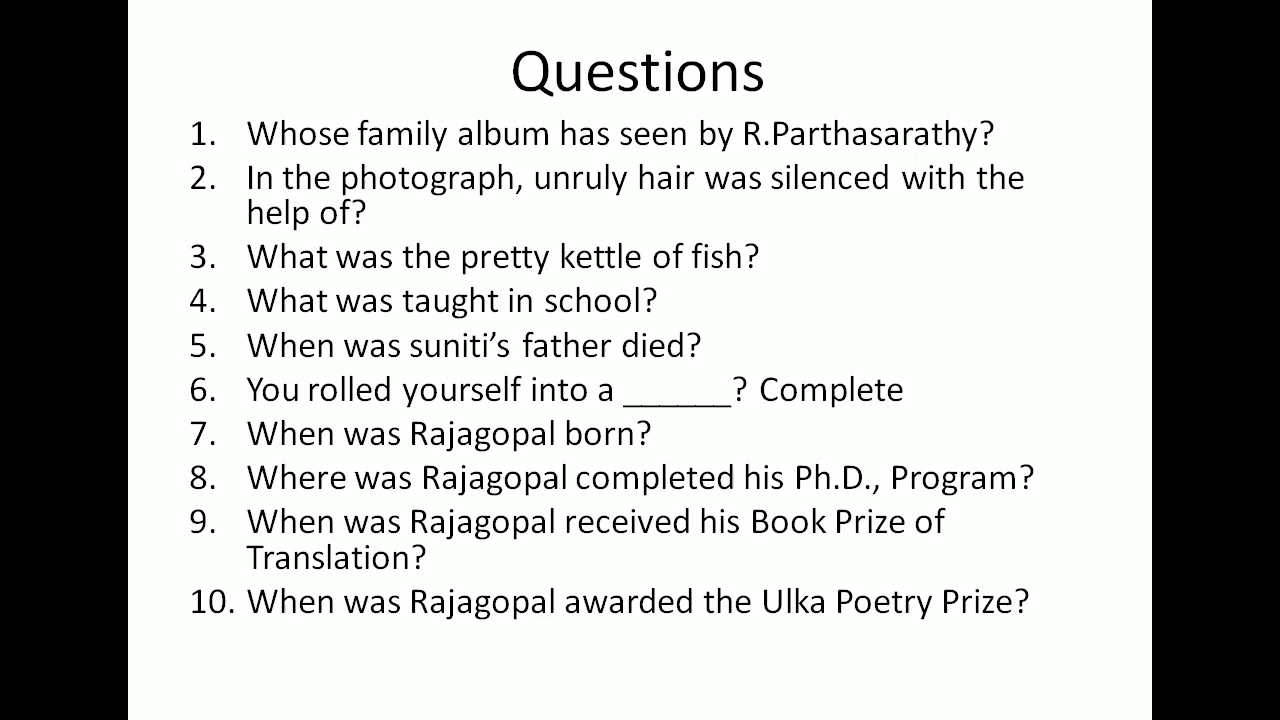 Questions
1. Whose family album has seen by R.Parthasarathy?
2. In the photograph, unruly hair was silenced with the
help of?
3. What was the pretty kettle of fish?
4. What was taught in school?
5. When was suniti’s father died?
6. You rolled yourself into a ______? Complete
7. When was Rajagopal born?
8. Where was Rajagopal completed his Ph.D., Program?
9. When was Rajagopal received his Book Prize of
Translation?
10. When was Rajagopal awarded the Ulka Poetry Prize?